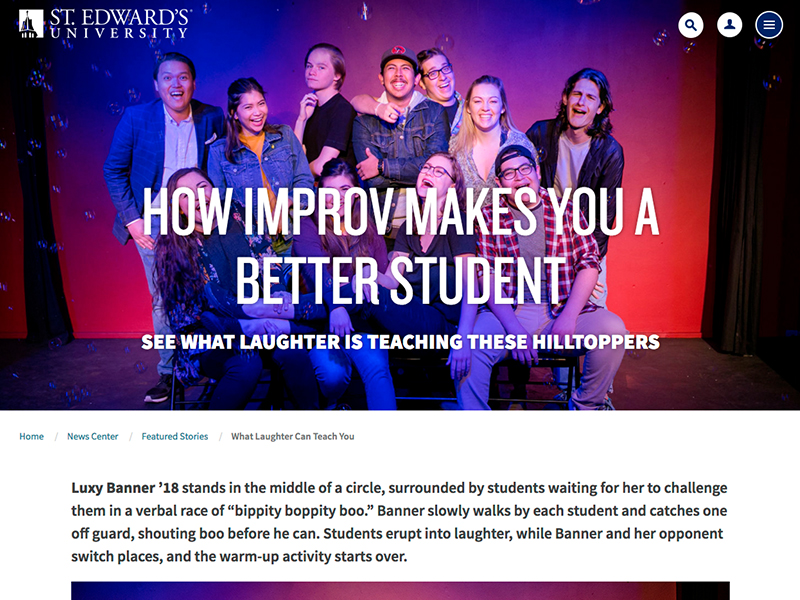 ST. EDWARD'S
UNIVERSITY
HOW IMPROV MAKES YOU A
BETTER STUDENT
SEE WHAT LAUGHTER IS TEACHING THESE HILLTOPPERS
Home / News Center / Featured Stories / What Laughter Can Teach You
Luxy Banner ’18 stands in the middle of a circle, surrounded by students waiting for her to challenge
them in a verbal race of “bippity boppity boo.” Banner slowly walks by each student and catches one
off guard, shouting boo before he can. Students erupt into laughter, while Banner and her opponent
switch places, and the warm-up activity starts over.